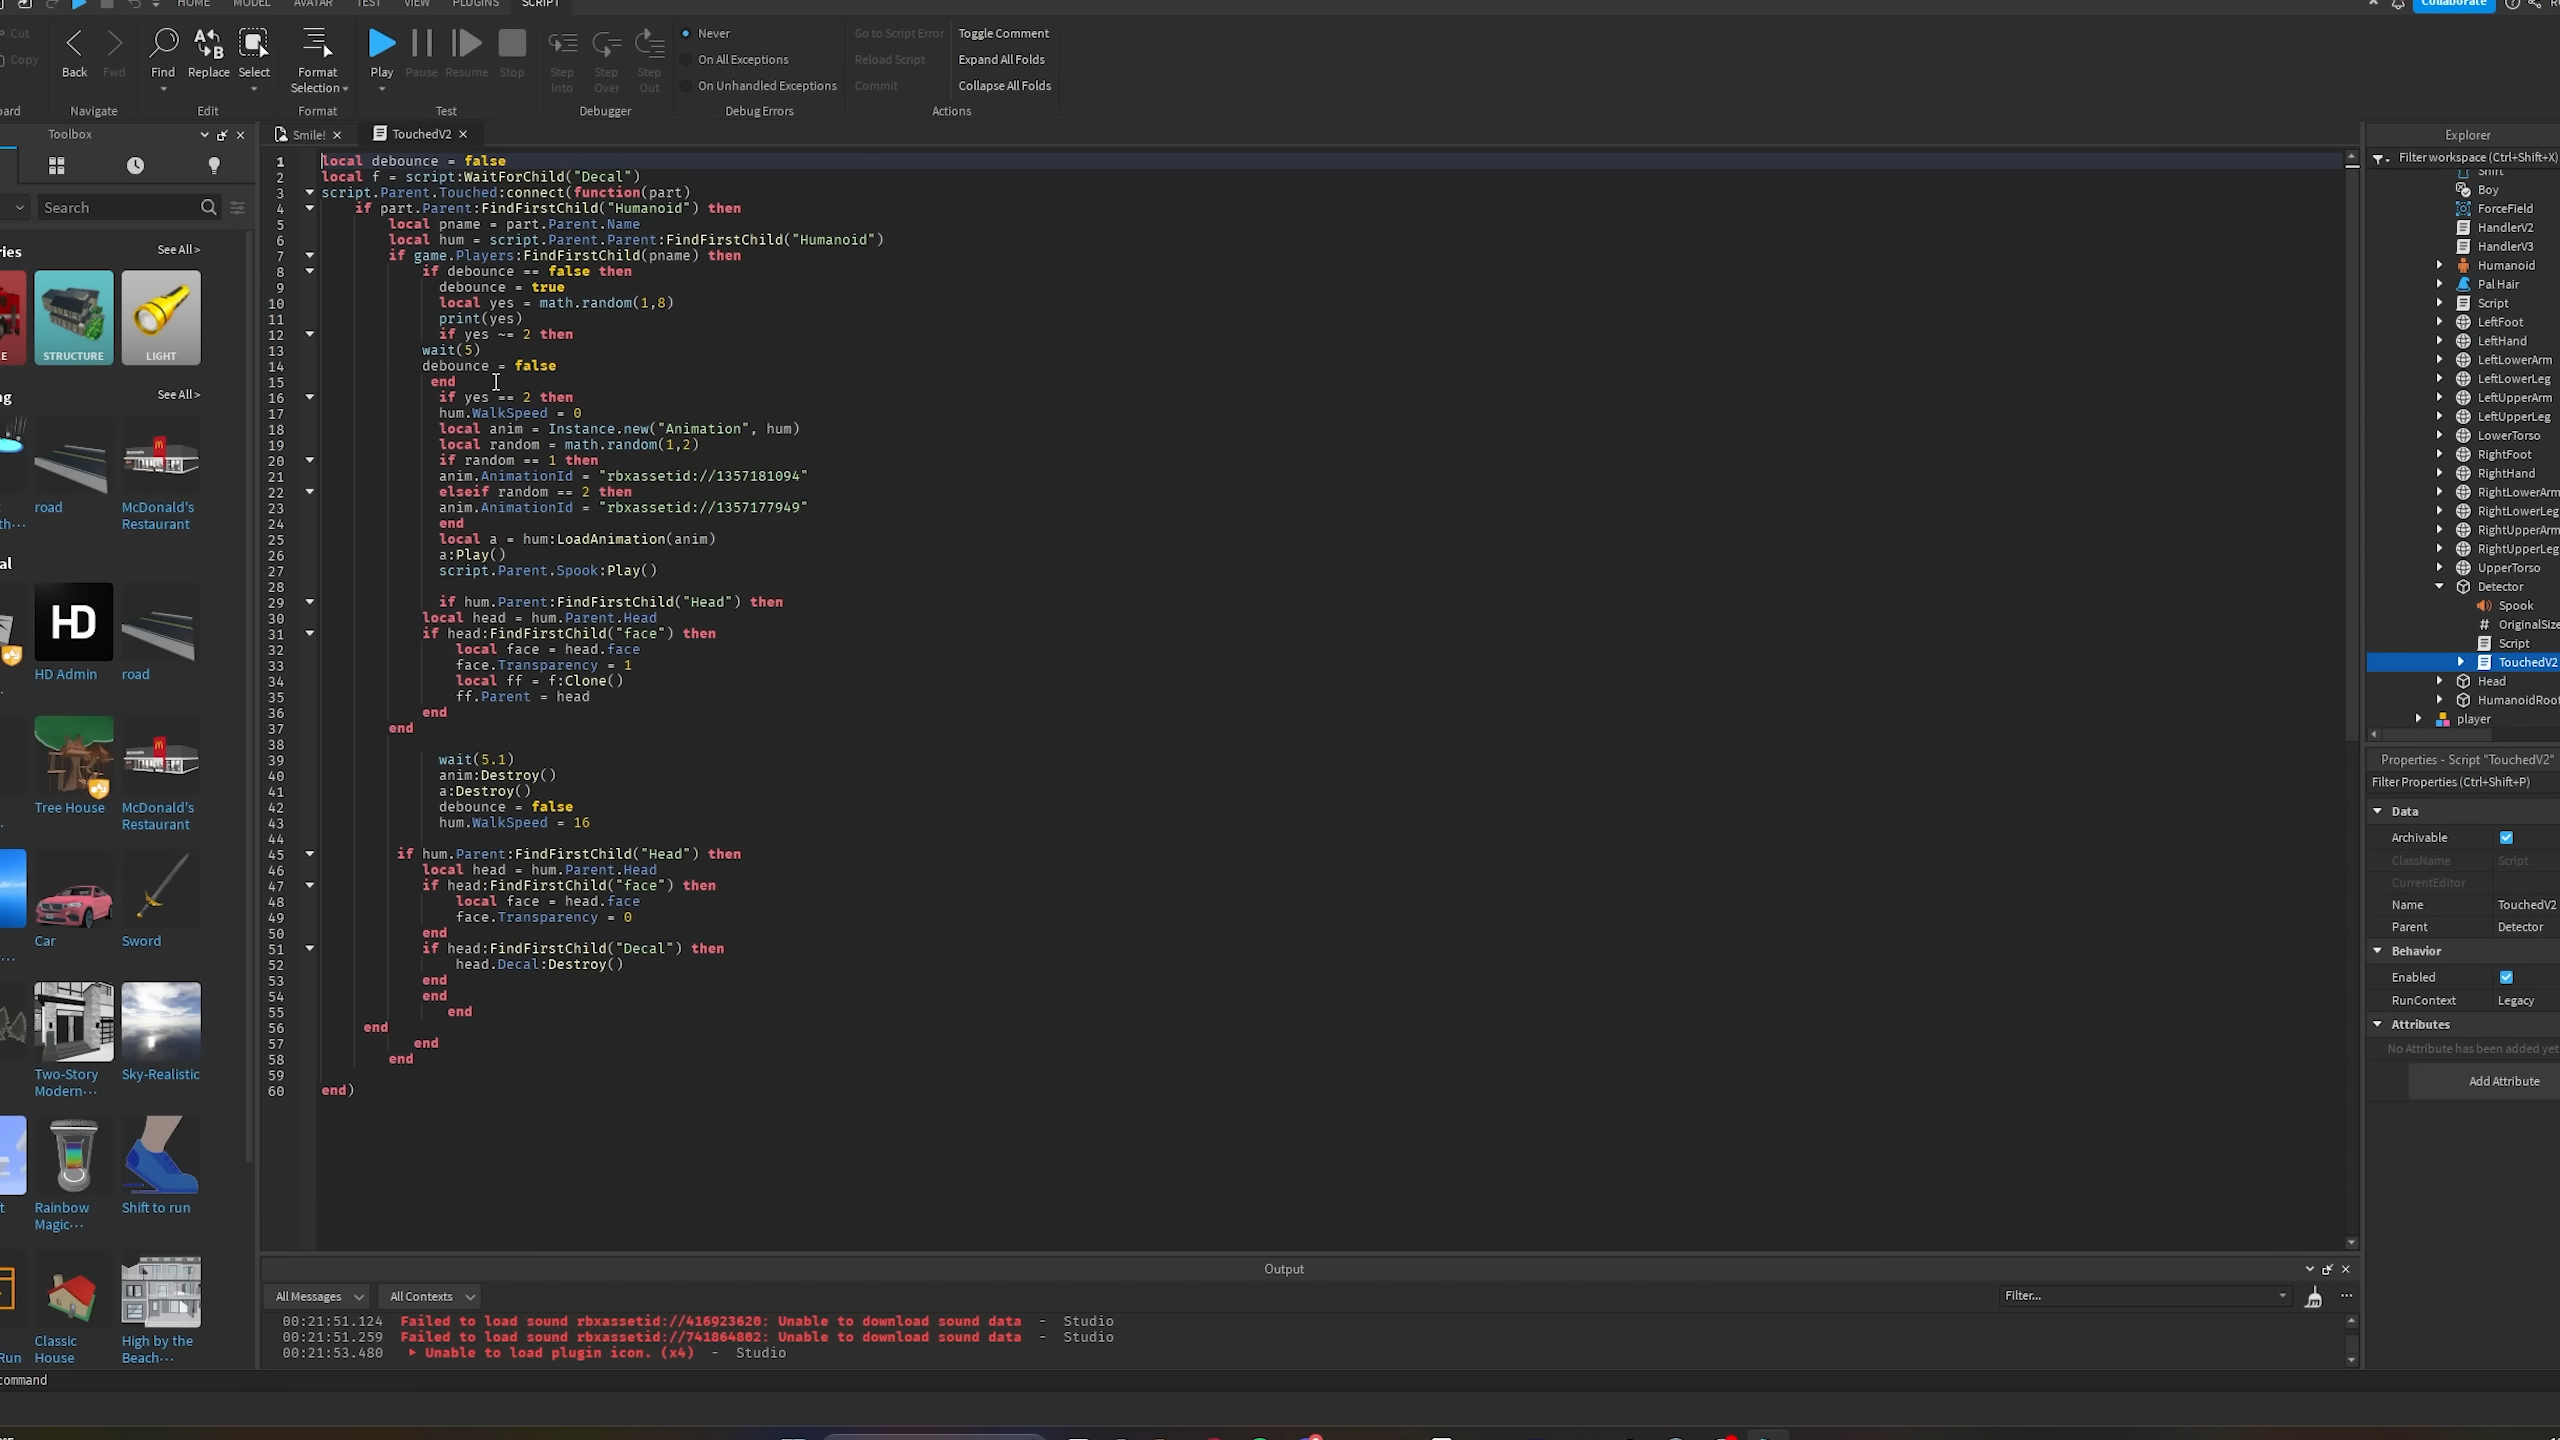 HOME MODEL AVATAR TEST VIEW PLUGINS SCRIPT
Collaborate
Cut
Copy
Back
Fwd
Find
Replace
Select
Format
Selection
Play
Pause
Resume
Stop
Step
Into
Step
Over
Step
Out
Never
On All Exceptions
On Unhandled Exceptions
Go to Script Error
Reload Script
Commit
Toggle Comment
Expand All Folds
Collapse All Folds
Navigate
Edit
Format
Test
Debugger
Debug Errors
Actions
Toolbox
Search
See All >
STRUCTURE
LIGHT
See All >
road
McDonald's
Restaurant
HD
HD Admin
road
Tree House
McDonald's
Restaurant
Car
Sword
Two-Story
Modern...
Sky-Realistic
Rainbow
Magic...
Shift to run
Classic
House
High by the
Beach...
Smile!
TouchedV2
1 local debounce = false
2 local f = script:WaitForChild("Decal")
3 script.Parent.Touched:connect(function(part)
4 if part.Parent:FindFirstChild("Humanoid") then
5 local pname = part.Parent.Name
6 local hum = script.Parent.Parent:FindFirstChild("Humanoid")
7 if game.Players:FindFirstChild(pname) then
8 if debounce == false then
9 debounce = true
10 local yes = math.random(1,8)
11 print(yes)
12 if yes ~= 2 then
13 wait(5)
14 debounce = false
15 end
16 if yes == 2 then
17 hum.WalkSpeed = 0
18 local anim = Instance.new("Animation", hum)
19 local random = math.random(1,2)
20 if random == 1 then
21 anim.AnimationId = "rbxassetid://1357181094"
22 elseif random == 2 then
23 anim.AnimationId = "rbxassetid://1357177949"
24 end
25 local a = hum:LoadAnimation(anim)
26 a:Play()
27 script.Parent.Spook:Play()
28
29 if hum.Parent:FindFirstChild("Head") then
30 local head = hum.Parent.Head
31 if head:FindFirstChild("face") then
32 local face = head.face
33 face.Transparency = 1
34 local ff = f:Clone()
35 ff.Parent = head
36 end
37 end
38
39 wait(5.1)
40 anim:Destroy()
41 a:Destroy()
42 debounce = false
43 hum.WalkSpeed = 16
44
45 if hum.Parent:FindFirstChild("Head") then
46 local head = hum.Parent.Head
47 if head:FindFirstChild("face") then
48 local face = head.face
49 face.Transparency = 0
50 end
51 if head:FindFirstChild("Decal") then
52 head.Decal:Destroy()
53 end
54 end
55 end
56 end
57 end
58 end
59
60 end)
Output
All Messages
All Contexts
Filter...
00:21:51.124 Failed to load sound rbxassetid://416923620: Unable to download sound data - Studio
00:21:51.259 Failed to load sound rbxassetid://741864802: Unable to download sound data - Studio
00:21:53.480 Unable to load plugin icon. (x4) - Studio
command
Explorer
Filter workspace (Ctrl+Shift+X)
Shirt
Boy
ForceField
HandlerV2
HandlerV3
Humanoid
Pal Hair
Script
LeftFoot
LeftHand
LeftLowerArm
LeftLowerLeg
LeftUpperArm
LeftUpperLeg
LowerTorso
RightFoot
RightHand
RightLowerArm
RightLowerLeg
RightUpperArm
RightUpperLeg
UpperTorso
Detector
Spook
OriginalSize
Script
TouchedV2
Head
HumanoidRoot
player
Properties - Script "TouchedV2"
Filter Properties (Ctrl+Shift+P)
Data
Archivable
ClassName Script
CurrentEditor
Name TouchedV2
Parent Detector
Behavior
Enabled
RunContext Legacy
Attributes
No Attribute has been added yet
Add Attribute